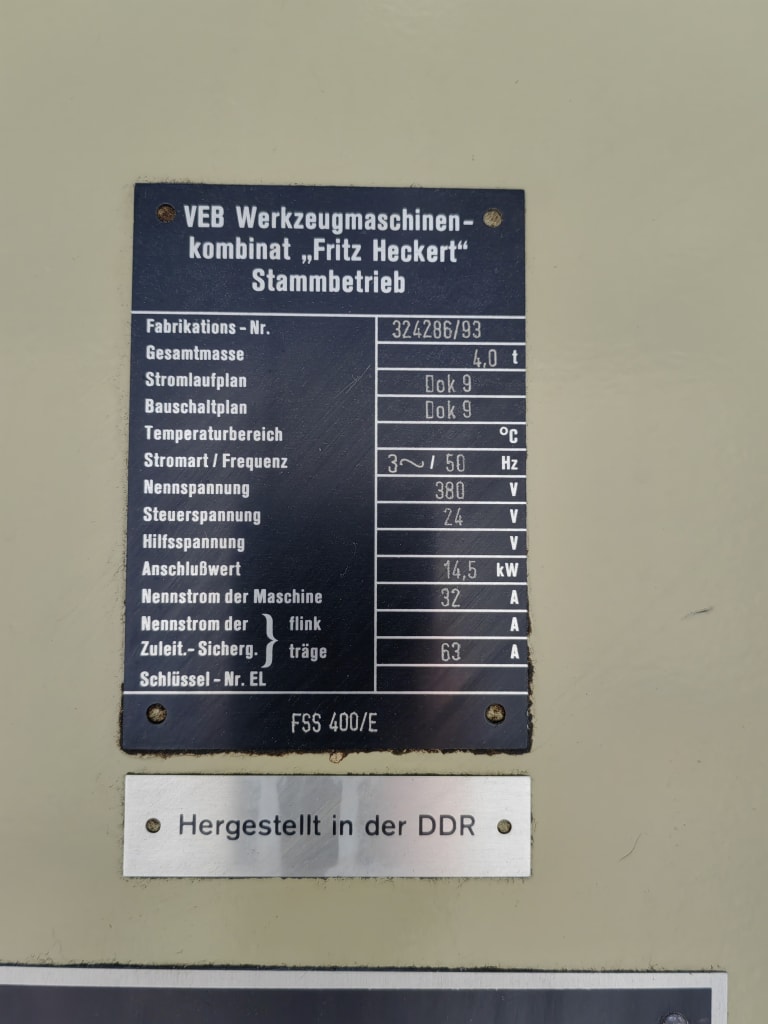 VEB Werkzeugmaschinen-
kombinat „Fritz Heckert“
Stammbetrieb
Fabrikations - Nr. 324286/93
Gesamtmasse 4,0 t
Stromlaufplan Dok 9
Bauschaltplan Dok 9
Temperaturbereich °C
Stromart / Frequenz 3~ / 50 Hz
Nennspannung 380 V
Steuerspannung 24 V
Hilfsspannung V
Anschlußwert 14,5 kW
Nennstrom der Maschine 32 A
Nennstrom der } flink A
Zuleit.- Sicherg. } träge 63 A
Schlüssel - Nr. EL
FSS 400/E
Hergestellt in der DDR